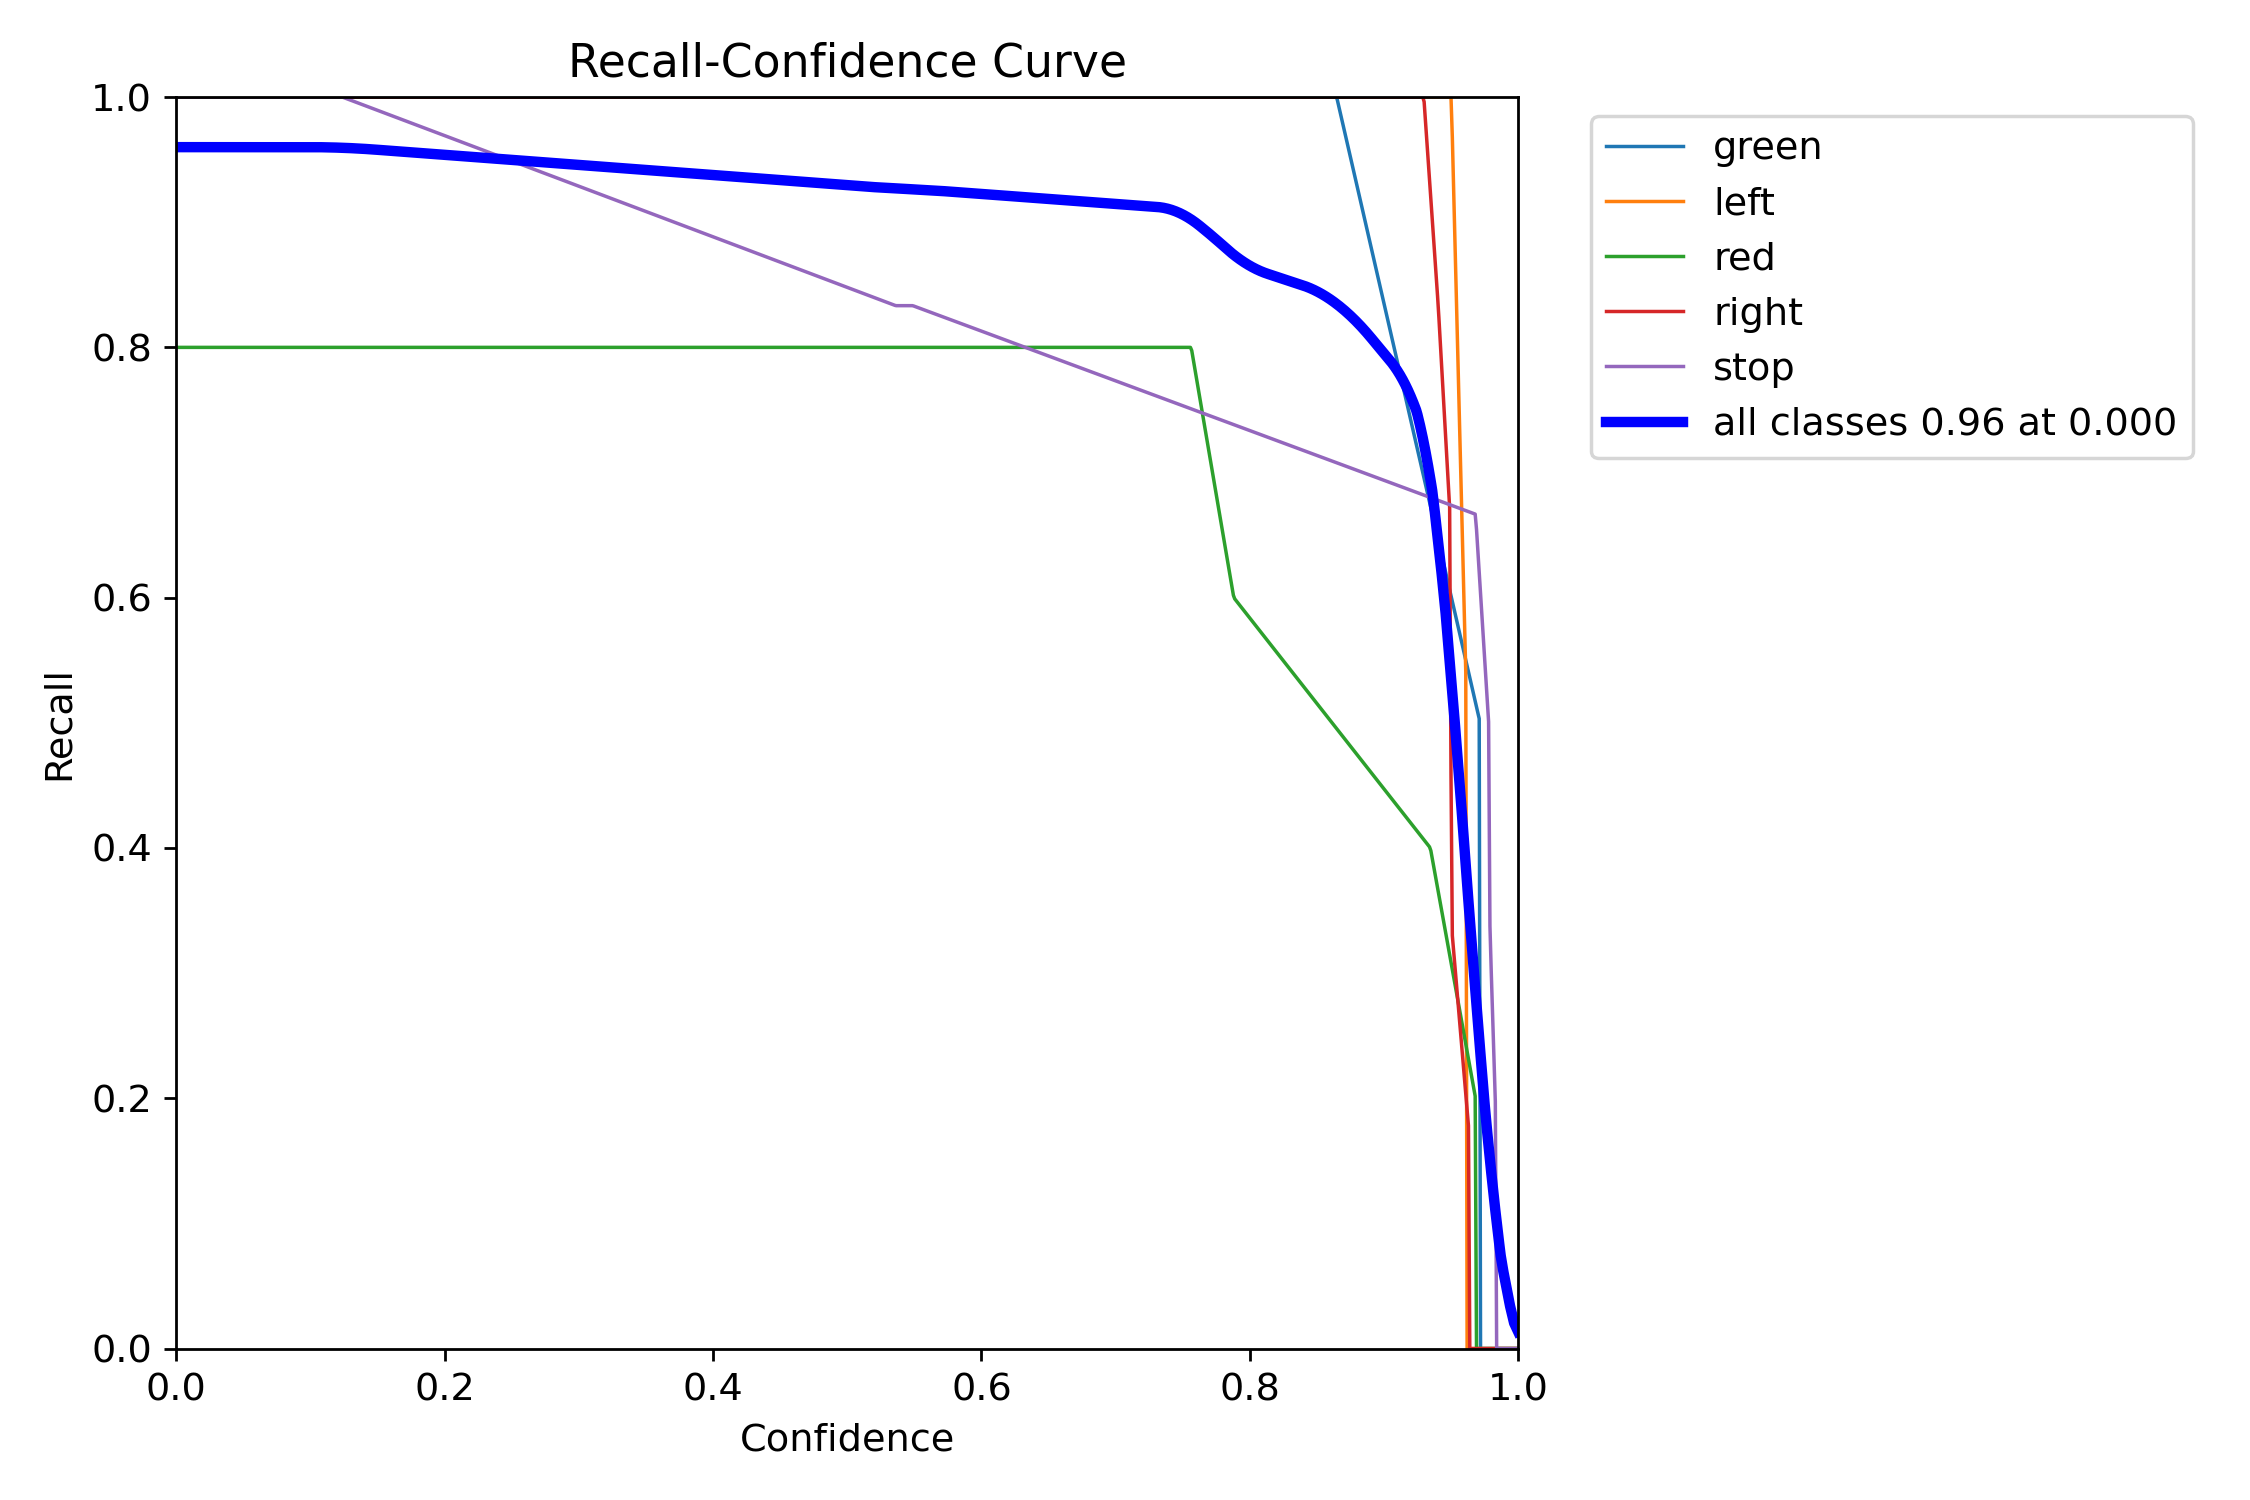 Recall-Confidence Curve
1.0
0.8
0.6
0.4
0.2
0.0
Recall
0.0 0.2 0.4 0.6 0.8 1.0
Confidence
green
left
red
right
stop
all classes 0.96 at 0.000